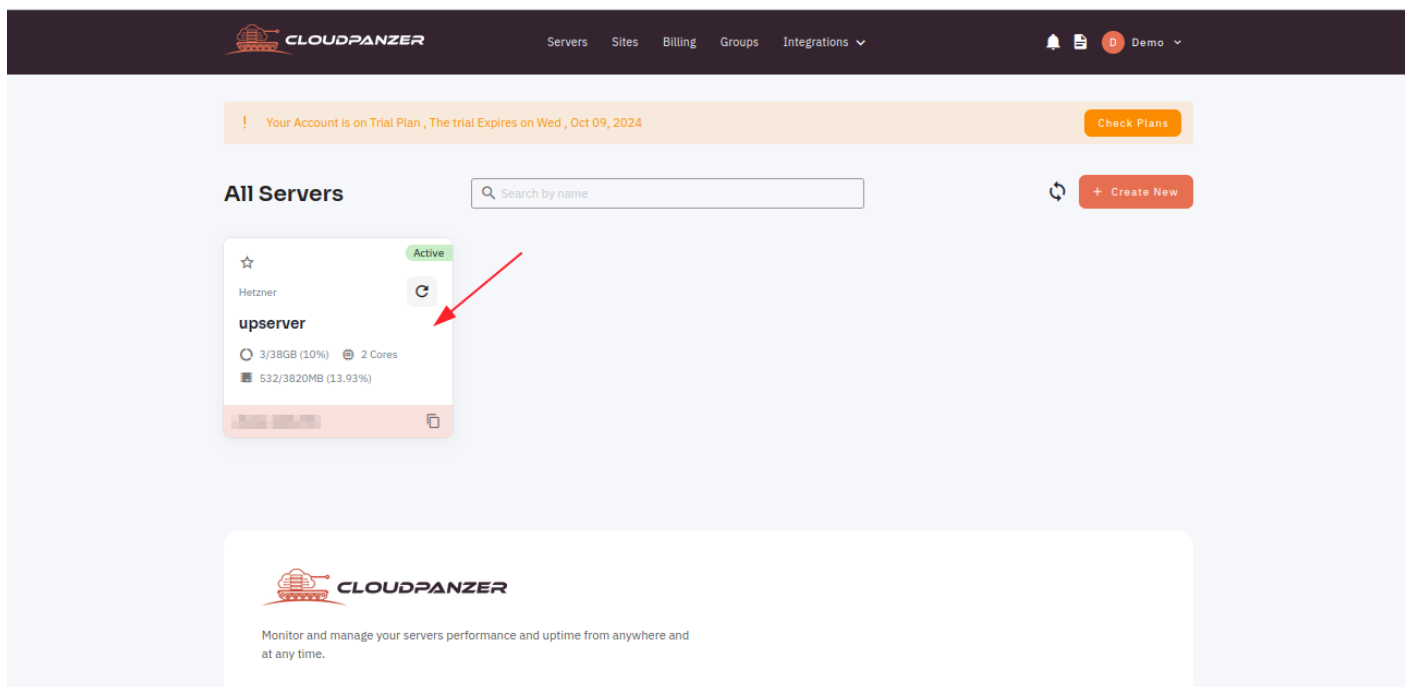 CLOUDPANZER
Servers Sites Billing Groups Integrations
D Demo
! Your Account is on Trial Plan , The trial Expires on Wed , Oct 09, 2024
Check Plans
All Servers
Search by name
+ Create New
Active
Hetzner
upserver
3/38GB (10%) 2 Cores
532/3820MB (13.93%)
CLOUDPANZER
Monitor and manage your servers performance and uptime from anywhere and
at any time.